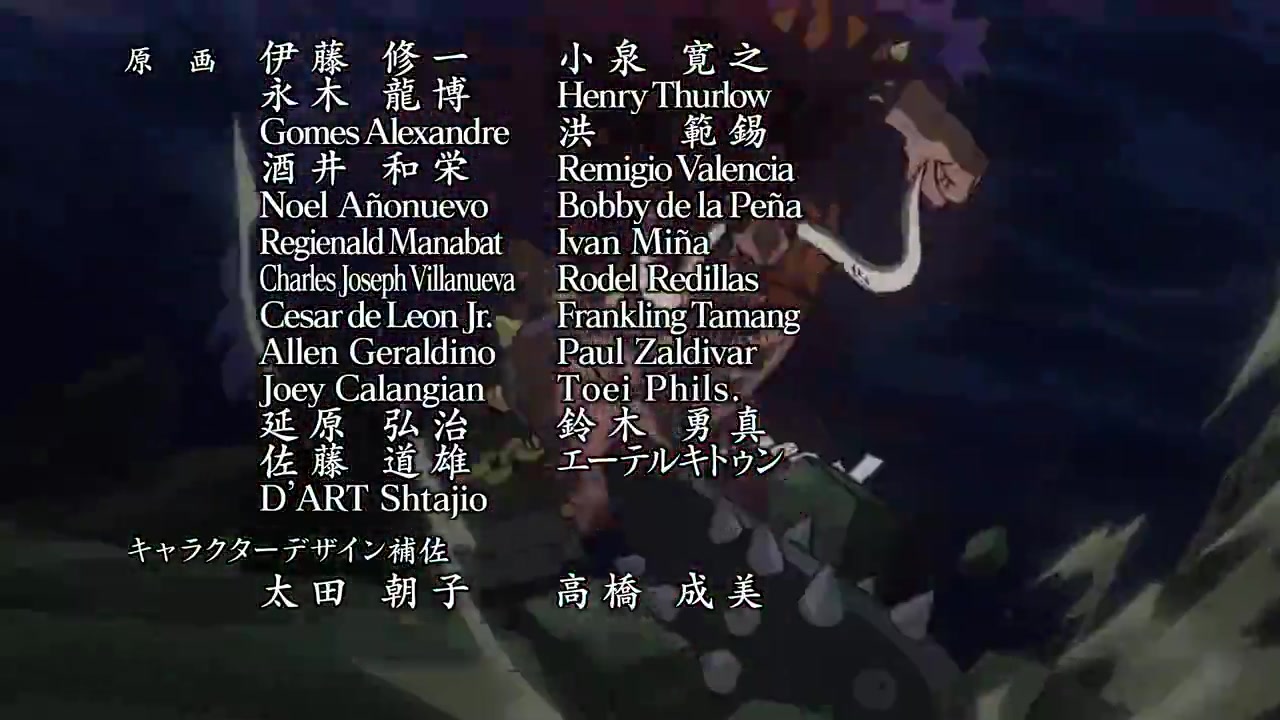 原画 伊藤 修一 小泉 寛之
永木 龍博 Henry Thurlow
Gomes Alexandre 洪 範錫
酒井 和栄 Remigio Valencia
Noel Añonuevo Bobby de la Peña
Regienald Manabat Ivan Miña
Charles Joseph Villanueva Rodel Redillas
Cesar de Leon Jr. Frankling Tamang
Allen Geraldino Paul Zaldivar
Joey Calangian Toei Phils.
延原 弘治 鈴木 勇真
佐藤 道雄 エーテルキトゥン
D'ART Shtajio
キャラクターデザイン補佐
太田 朝子 高橋 成美